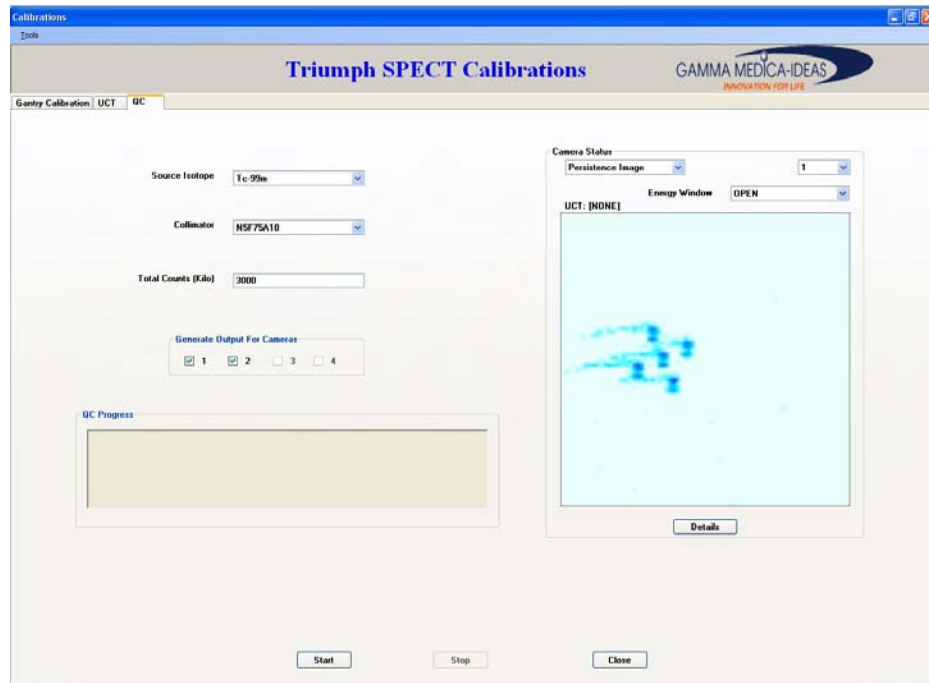 Calibrations
Tools
Triumph SPECT Calibrations
GAMMA MEDICA-IDEAS
INNOVATION FOR LIFE
Gantry Calibration UCT QC
Source Isotope Tc-99m
Collimator N5F75A10
Total Counts (Kilo) 3000
Generate Output For Cameras
1 2 3 4
QC Progress
Camera Status
Persistence Image 1
Energy Window OPEN
UCT: [NONE]
Details
Start Stop Close